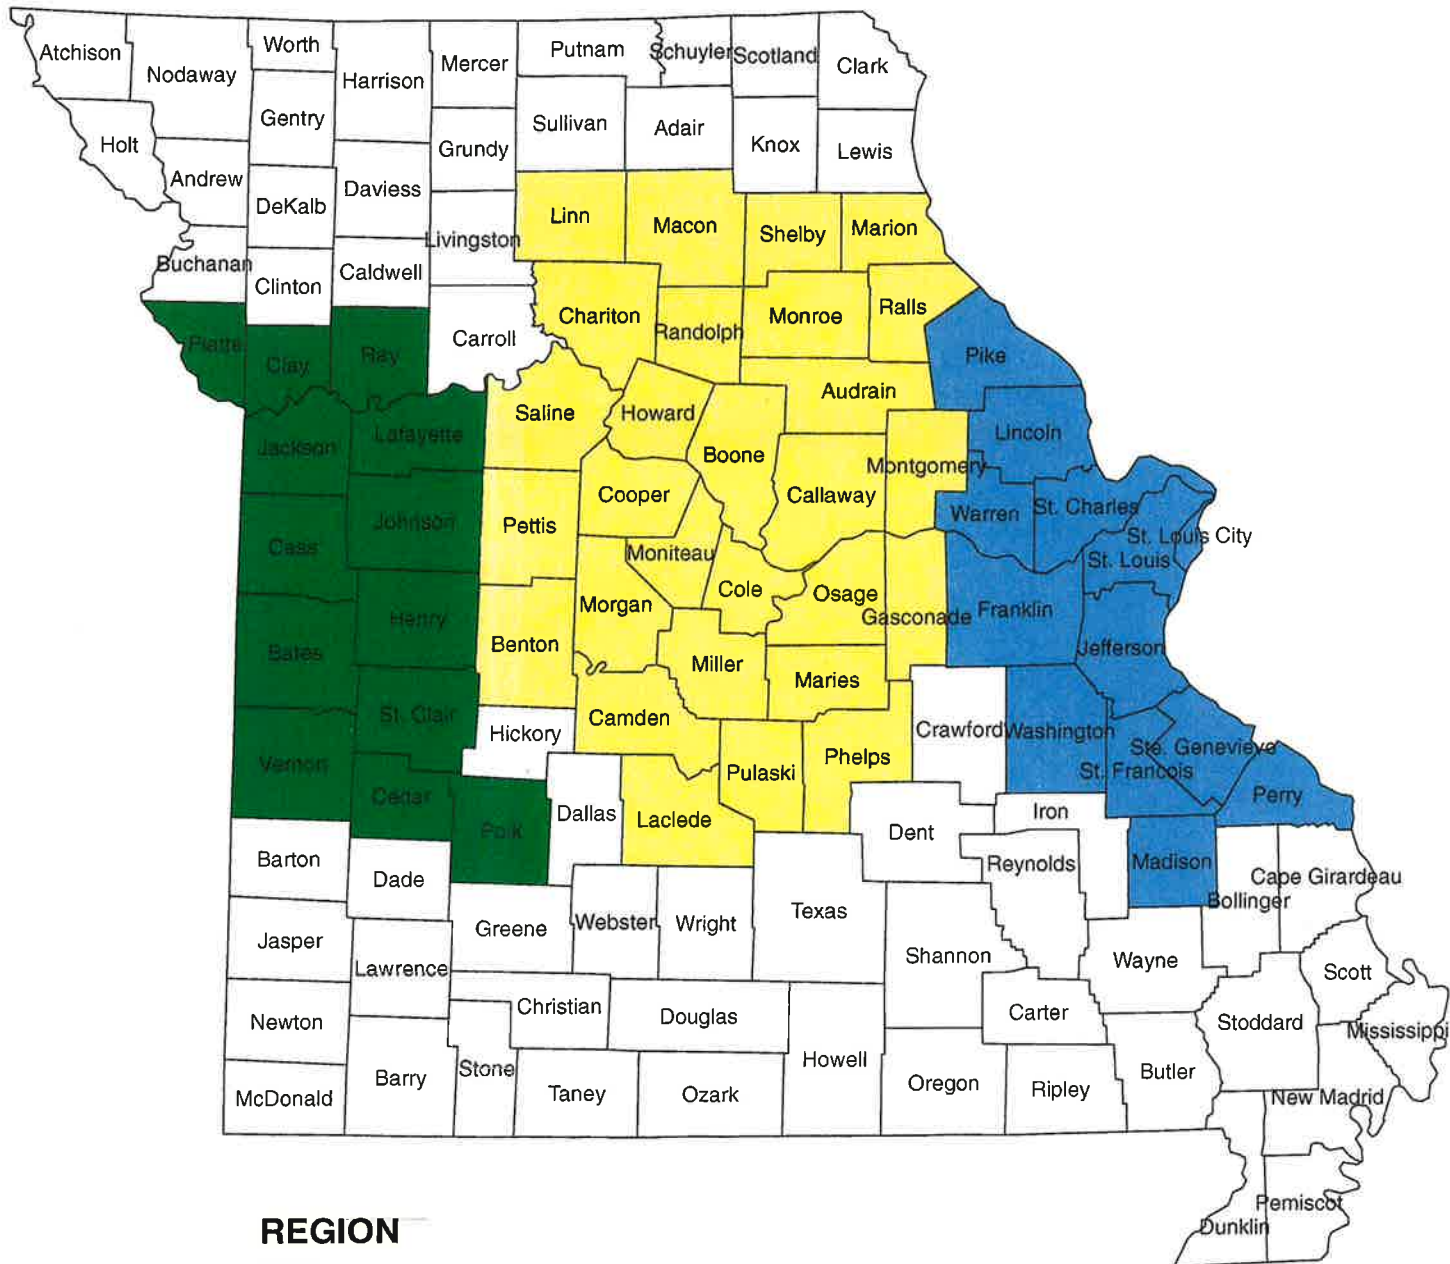 Atchison
Nodaway
Worth
Harrison
Mercer
Putnam
Schuyler
Scotland
Clark
Holt
Gentry
Grundy
Sullivan
Adair
Knox
Lewis
Andrew
DeKalb
Daviess
Livingston
Linn
Macon
Shelby
Marion
Buchanan
Clinton
Caldwell
Carroll
Chariton
Randolph
Monroe
Ralls
Platte
Clay
Ray
Pike
Jackson
Lafayette
Saline
Howard
Boone
Audrain
Lincoln
Montgomery
Cass
Johnson
Pettis
Cooper
Callaway
Warren
St. Charles
St. Louis City
St. Louis
Moniteau
Cole
Osage
Gasconade
Franklin
Bates
Henry
Benton
Morgan
Miller
Maries
Jefferson
Vernon
St. Clair
Hickory
Camden
Pulaski
Phelps
Crawford
Washington
St. Francois
Ste. Genevieve
Perry
Cedar
Polk
Dallas
Laclede
Dent
Iron
Reynolds
Madison
Bollinger
Cape Girardeau
Barton
Dade
Greene
Webster
Wright
Texas
Shannon
Wayne
Scott
Jasper
Lawrence
Christian
Douglas
Howell
Carter
Stoddard
Mississippi
Newton
Barry
Stone
Taney
Ozark
Oregon
Ripley
Butler
New Madrid
McDonald
Pemiscot
Dunklin
REGION